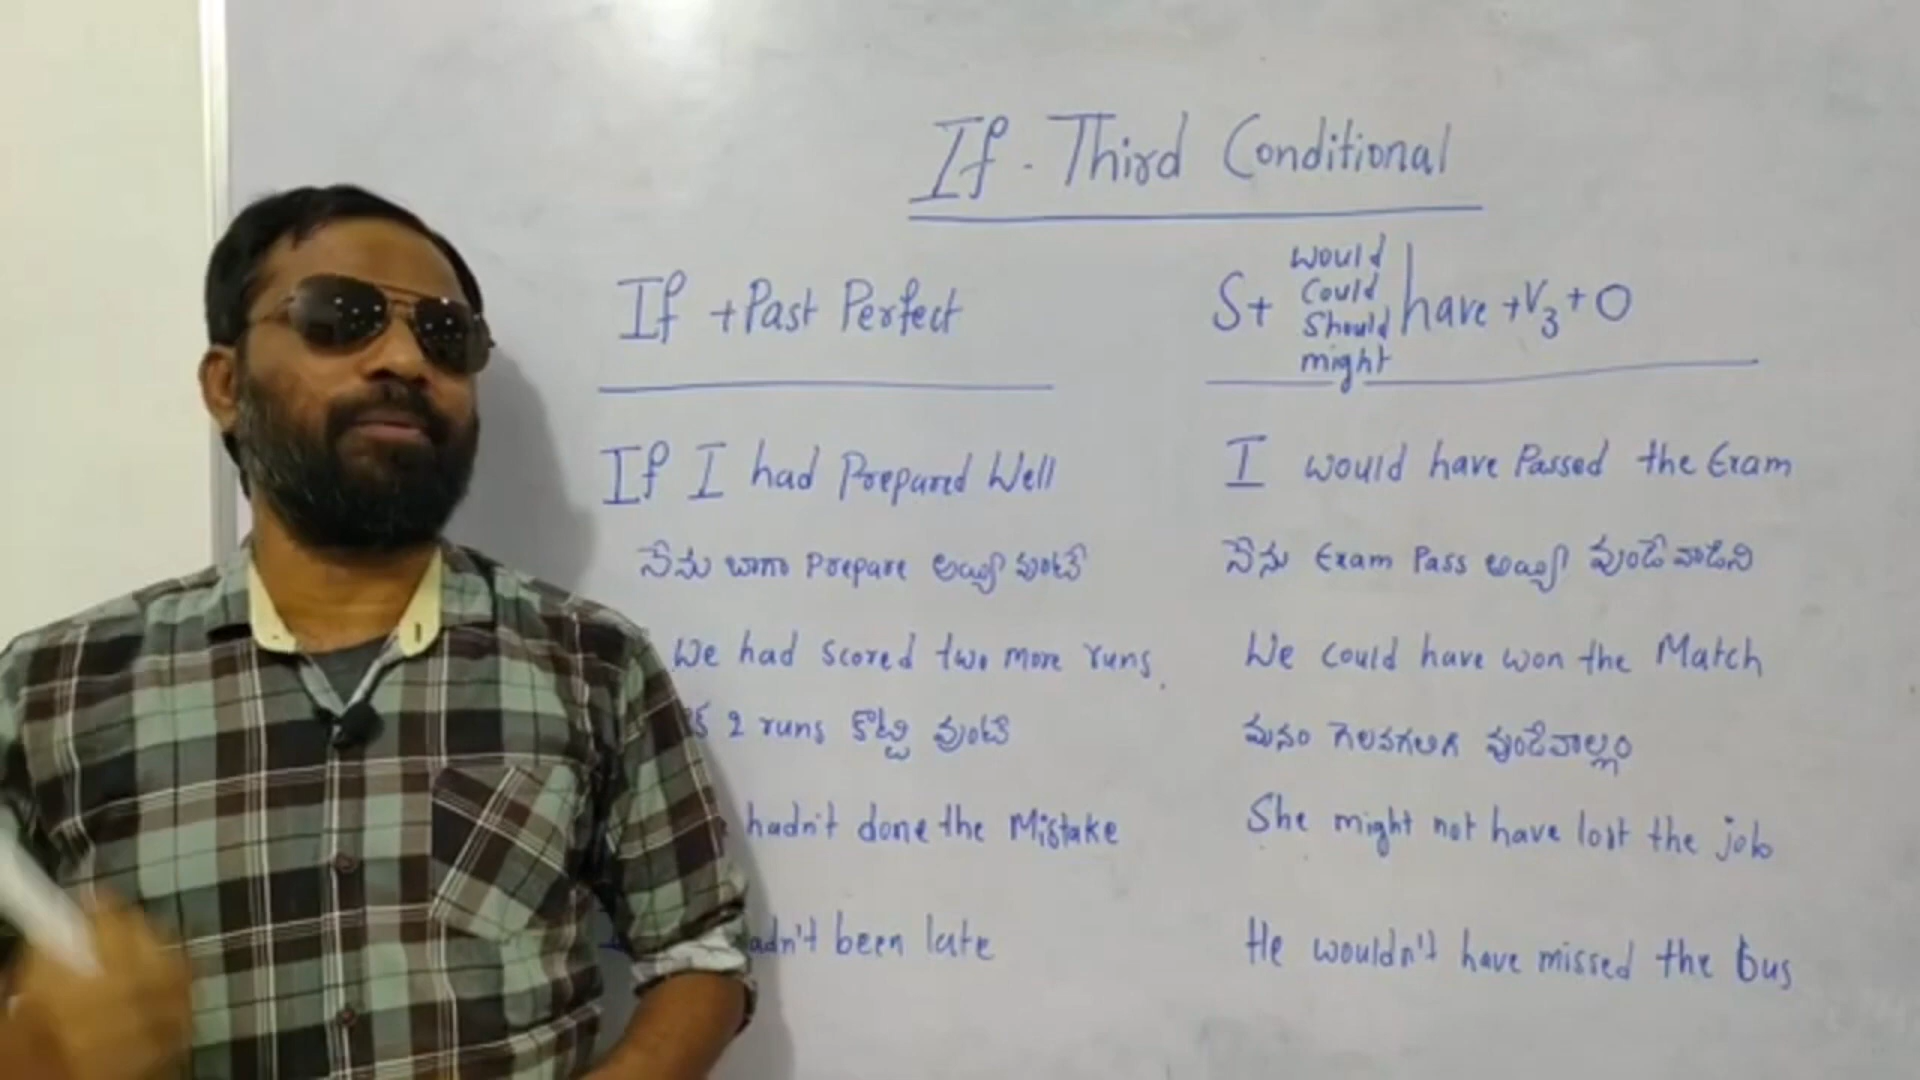 If - Third Conditional
If + Past Perfect
S + would could should might have + V3 + O
If I had Prepared Well
I would have Passed the Exam
నేను బాగా Prepare అయ్యి వుంటే
నేను Exam Pass అయ్యి వుండే వాడిని
We had scored two more runs.
We could have won the Match
2 runs కొట్టి వుంటే
మనం గెలవగలిగి వుండేవాల్లం
hadn't done the Mistake
She might not have lost the job
been late
He wouldn't have missed the bus